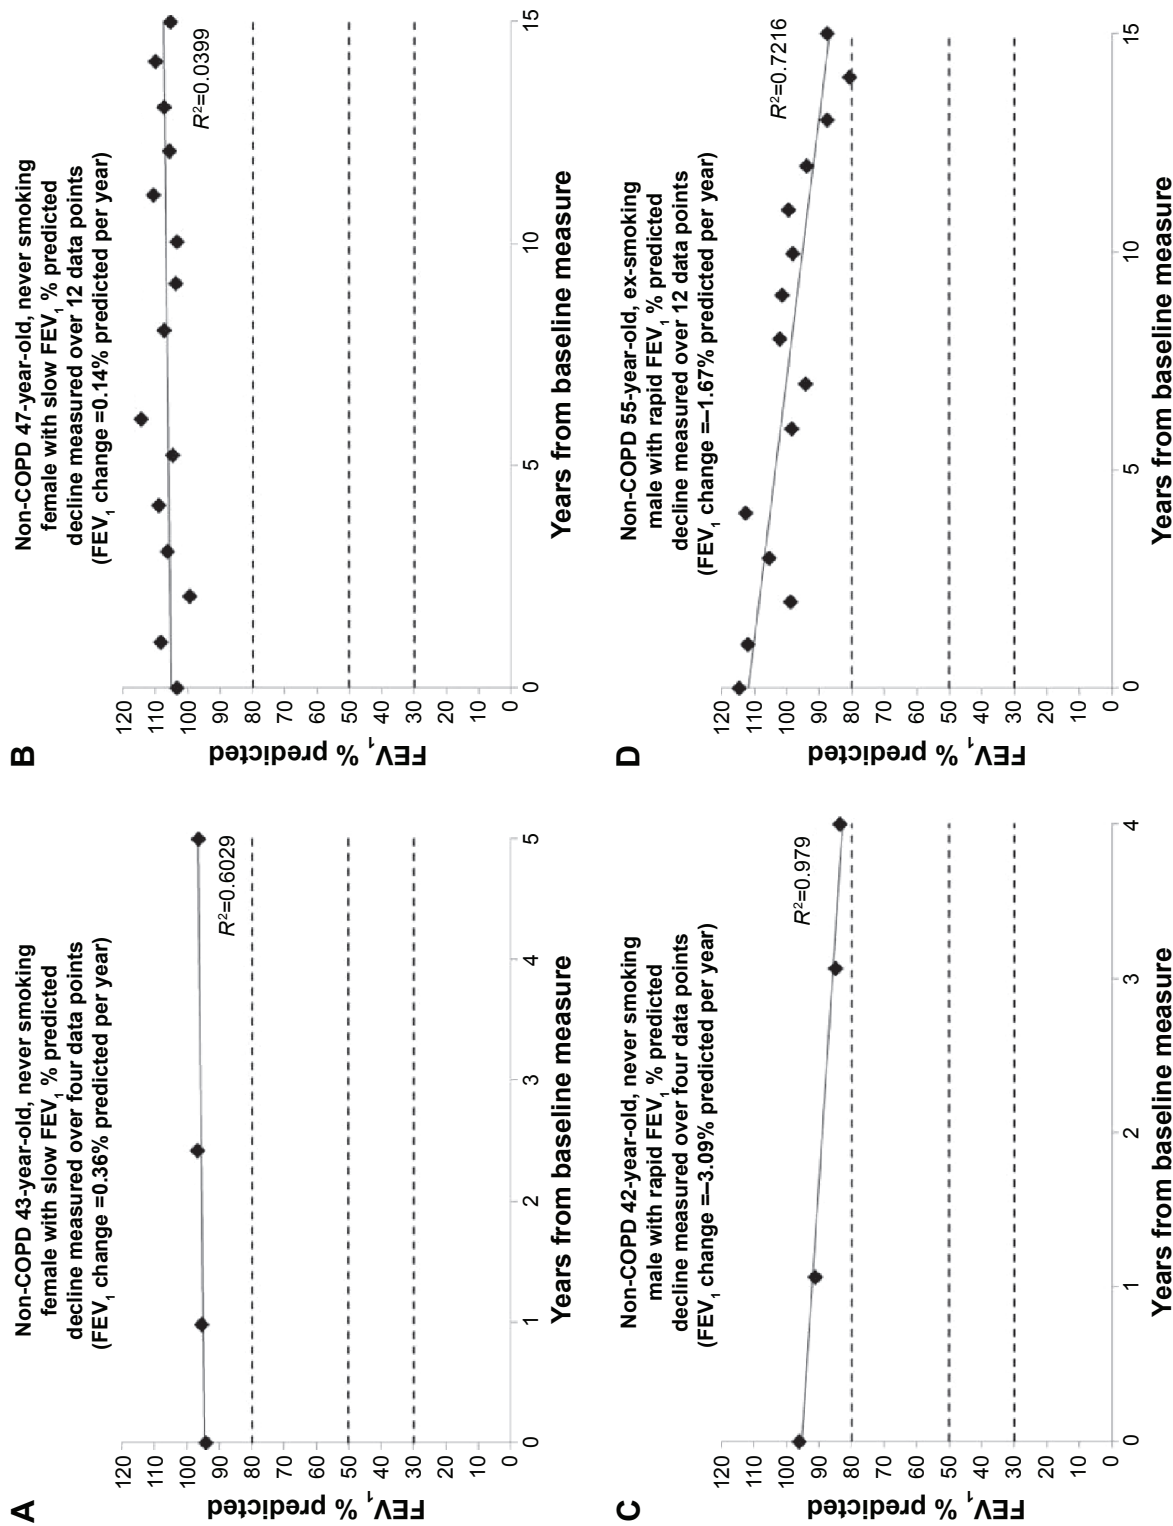 A
Non-COPD 43-year-old, never smoking
female with slow FEV₁ % predicted
decline measured over four data points
(FEV₁ change =0.36% predicted per year)
120
110
100
90
80
70
60
50
40
30
20
10
0
FEV₁ % predicted
R²=0.6029
0
1
2
3
4
5
Years from baseline measure
B
Non-COPD 47-year-old, never smoking
female with slow FEV₁ % predicted
decline measured over 12 data points
(FEV₁ change =0.14% predicted per year)
120
110
100
90
80
70
60
50
40
30
20
10
0
FEV₁ % predicted
R²=0.0399
0
5
10
15
Years from baseline measure
C
Non-COPD 42-year-old, never smoking
male with rapid FEV₁ % predicted
decline measured over four data points
(FEV₁ change =–3.09% predicted per year)
120
110
100
90
80
70
60
50
40
30
20
10
0
FEV₁ % predicted
R²=0.979
0
1
2
3
4
Years from baseline measure
D
Non-COPD 55-year-old, ex-smoking
male with rapid FEV₁ % predicted
decline measured over 12 data points
(FEV₁ change =–1.67% predicted per year)
120
110
100
90
80
70
60
50
40
30
20
10
0
FEV₁ % predicted
R²=0.7216
0
5
10
15
Years from baseline measure